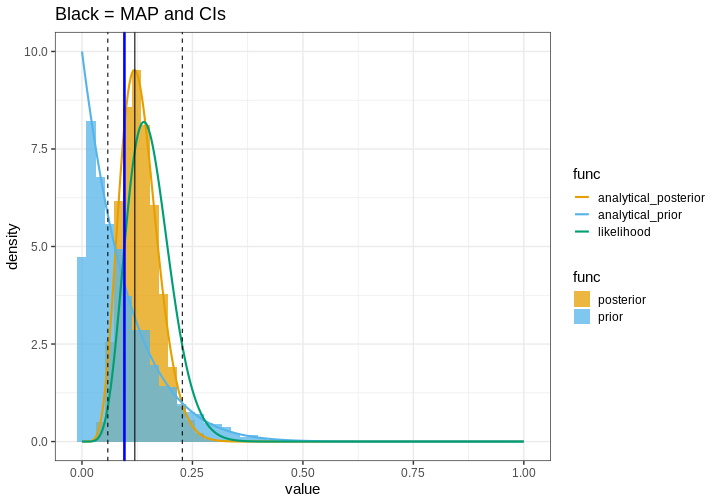 Black = MAP and CIs
density
10.0
7.5
5.0
2.5
0.0
0.00
0.25
0.50
0.75
1.00
value
func
analytical_posterior
analytical_prior
likelihood
func
posterior
prior